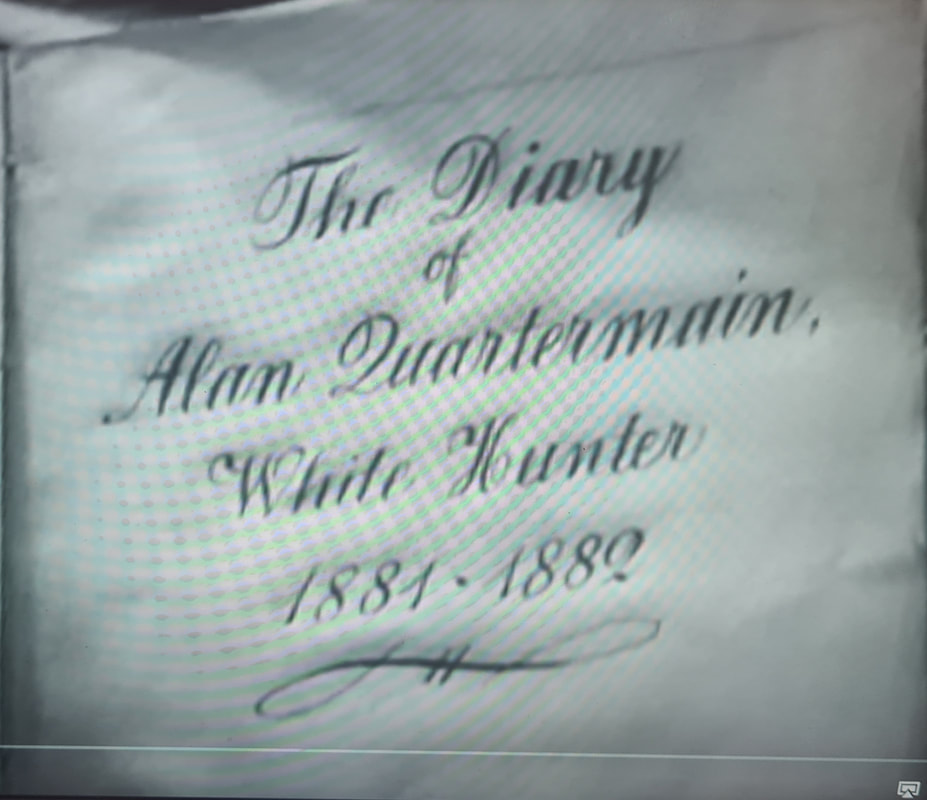 The Diary
of
Alan Quartermain,
White Hunter
1881 · 1882